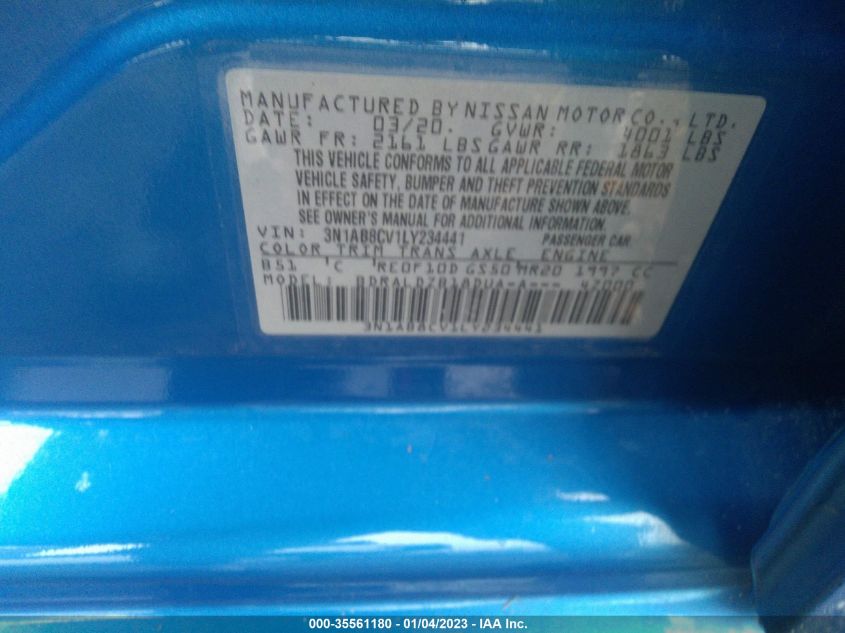 MANUFACTURED BY NISSAN MOTOR CO., LTD.
DATE: 03/20. GVWR: 4001 LBS
GAWR FR: 2161 LBS GAWR RR: 1863 LBS
THIS VEHICLE CONFORMS TO ALL APPLICABLE FEDERAL MOTOR
VEHICLE SAFETY, BUMPER AND THEFT PREVENTION STANDARDS
IN EFFECT ON THE DATE OF MANUFACTURE SHOWN ABOVE.
SEE OWNER'S MANUAL FOR ADDITIONAL INFORMATION.
VIN: 3N1AB8CV1LY234441 PASSENGER CAR
COLOR TRIM TRANS AXLE ENGINE
B51 'C RE0F10D GS50 MR20 1997 CC
MODEL: 47000
3N1AB8CV1LY234441
000-35561180 - 01/04/2023 - IAA Inc.